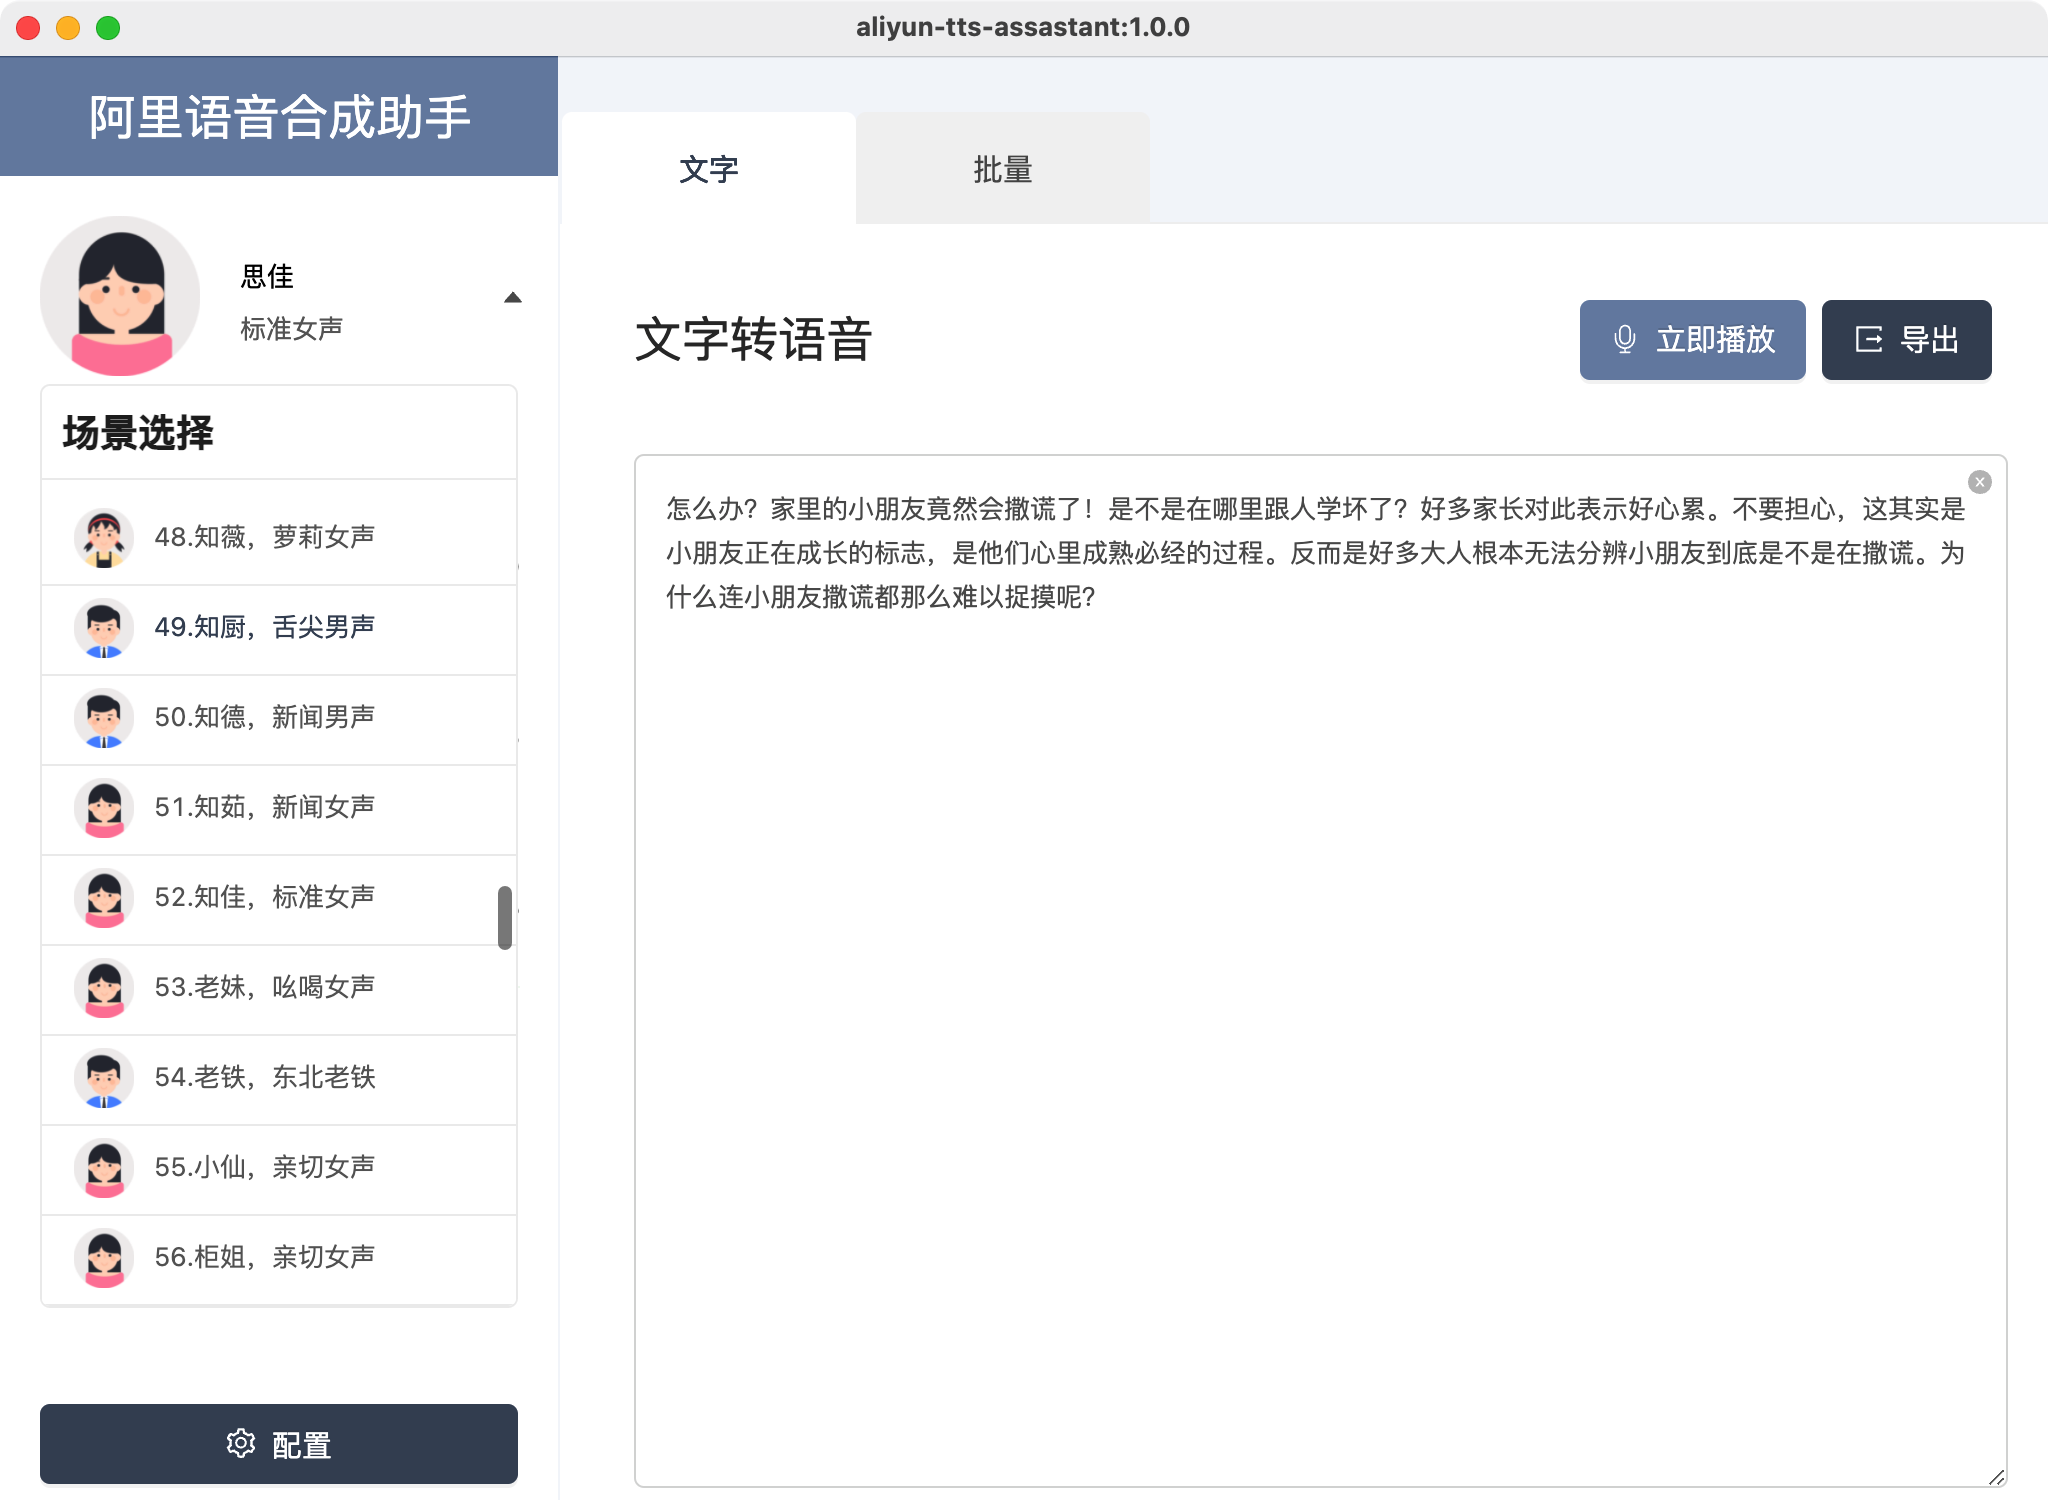 aliyun-tts-assastant:1.0.0
阿里语音合成助手
思佳
标准女声
场景选择
48.知薇，萝莉女声
49.知厨，舌尖男声
50.知德，新闻男声
51.知茹，新闻女声
52.知佳，标准女声
53.老妹，吆喝女声
54.老铁，东北老铁
55.小仙，亲切女声
56.柜姐，亲切女声
配置
文字
批量
文字转语音
立即播放
导出
怎么办？家里的小朋友竟然会撒谎了！是不是在哪里跟人学坏了？好多家长对此表示好心累。不要担心，这其实是
小朋友正在成长的标志，是他们心里成熟必经的过程。反而是好多大人根本无法分辨小朋友到底是不是在撒谎。为
什么连小朋友撒谎都那么难以捉摸呢？